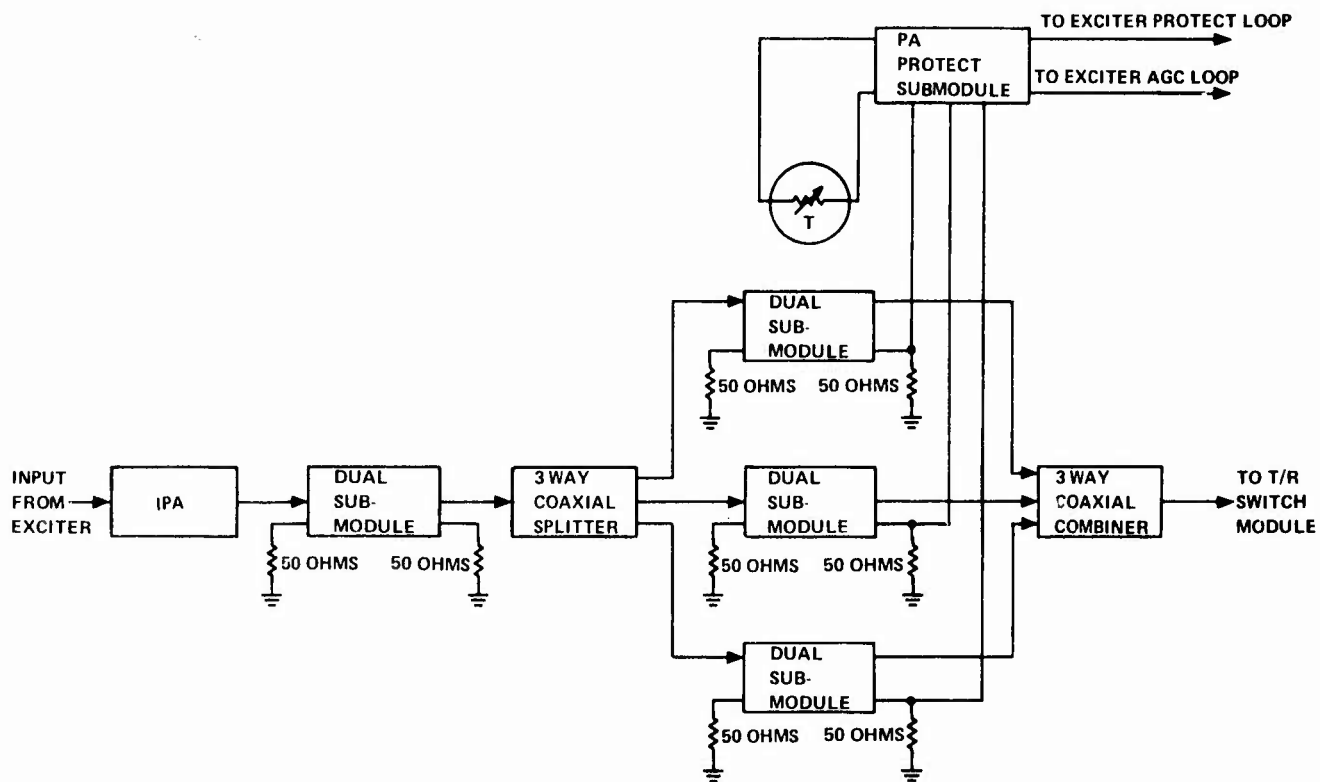 TO EXCITER PROTECT LOOP
PA
PROTECT
SUBMODULE
TO EXCITER AGC LOOP
T
DUAL
SUB-
MODULE
50 OHMS
50 OHMS
INPUT
FROM
EXCITER
IPA
DUAL
SUB-
MODULE
50 OHMS
50 OHMS
3 WAY
COAXIAL
SPLITTER
DUAL
SUB-
MODULE
50 OHMS
50 OHMS
3 WAY
COAXIAL
COMBINER
TO T/R
SWITCH
MODULE
DUAL
SUB-
MODULE
50 OHMS
50 OHMS